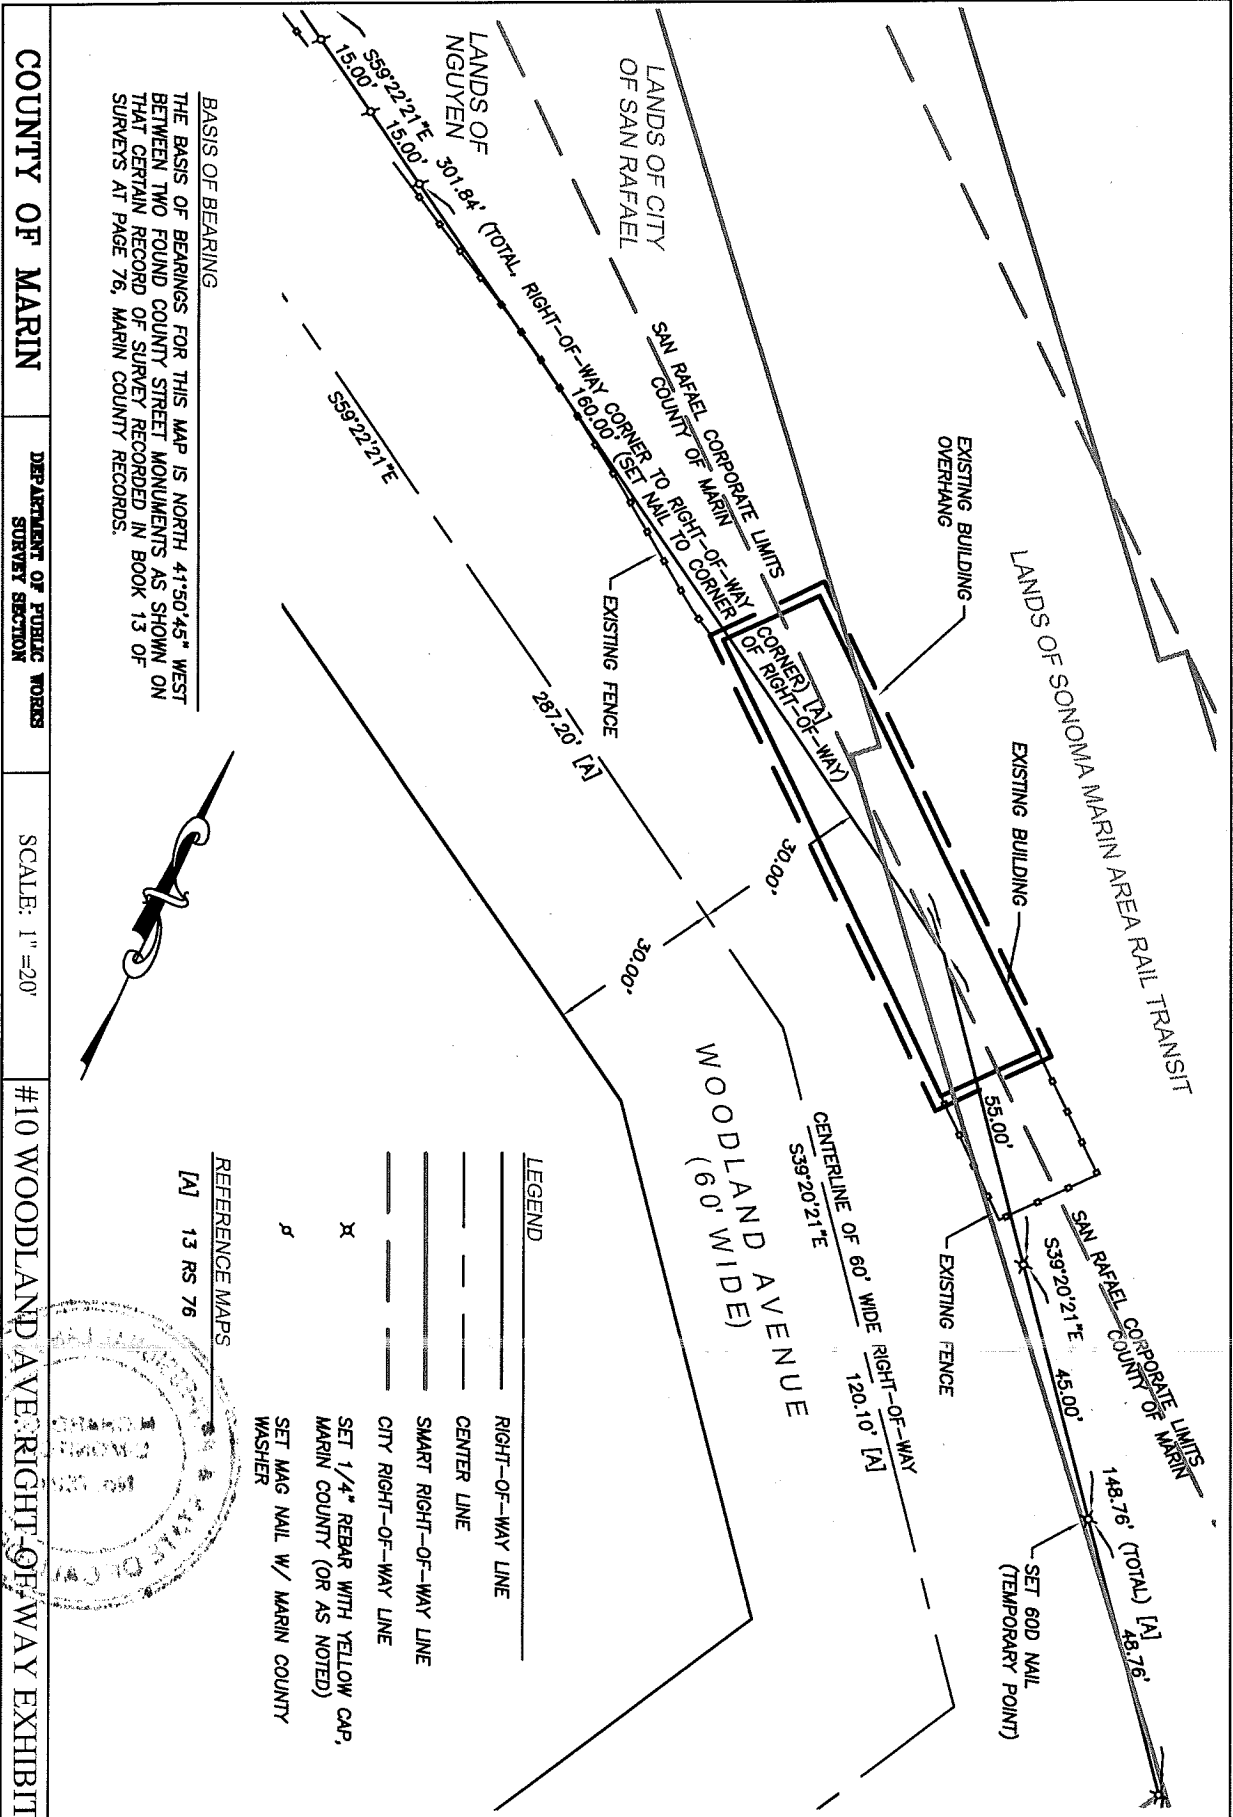 LANDS OF SONOMA MARIN AREA RAIL TRANSIT
EXISTING BUILDING
OVERHANG
EXISTING BUILDING
LANDS OF CITY
OF SAN RAFAEL
SAN RAFAEL CORPORATE LIMITS
COUNTY OF MARIN
LANDS OF
NGUYEN
S59°22'21"E 301.84' (TOTAL, RIGHT-OF-WAY CORNER TO RIGHT-OF-WAY CORNER) [A]
15.00'
15.00'
160.00' (SET NAIL TO CORNER OF RIGHT-OF-WAY)
EXISTING FENCE
S59°22'21"E
287.20' [A]
30.00'
30.00'
55.00'
S39°20'21"E
45.00'
148.76' (TOTAL) [A]
48.76'
SAN RAFAEL CORPORATE LIMITS
COUNTY OF MARIN
SET 60D NAIL
(TEMPORARY POINT)
EXISTING FENCE
CENTERLINE OF 60' WIDE RIGHT-OF-WAY
S39°20'21"E
120.10' [A]
WOODLAND AVENUE
(60' WIDE)
BASIS OF BEARING
THE BASIS OF BEARINGS FOR THIS MAP IS NORTH 41°50'45" WEST
BETWEEN TWO FOUND COUNTY STREET MONUMENTS AS SHOWN ON
THAT CERTAIN RECORD OF SURVEY RECORDED IN BOOK 13 OF
SURVEYS AT PAGE 76, MARIN COUNTY RECORDS.
LEGEND
RIGHT-OF-WAY LINE
CENTER LINE
SMART RIGHT-OF-WAY LINE
CITY RIGHT-OF-WAY LINE
SET 1/4" REBAR WITH YELLOW CAP,
MARIN COUNTY (OR AS NOTED)
SET MAG NAIL W/ MARIN COUNTY
WASHER
REFERENCE MAPS
[A] 13 RS 76
COUNTY OF MARIN
DEPARTMENT OF PUBLIC WORKS
SURVEY SECTION
SCALE: 1"=20'
#10 WOODLAND AVE RIGHT-OF-WAY EXHIBIT